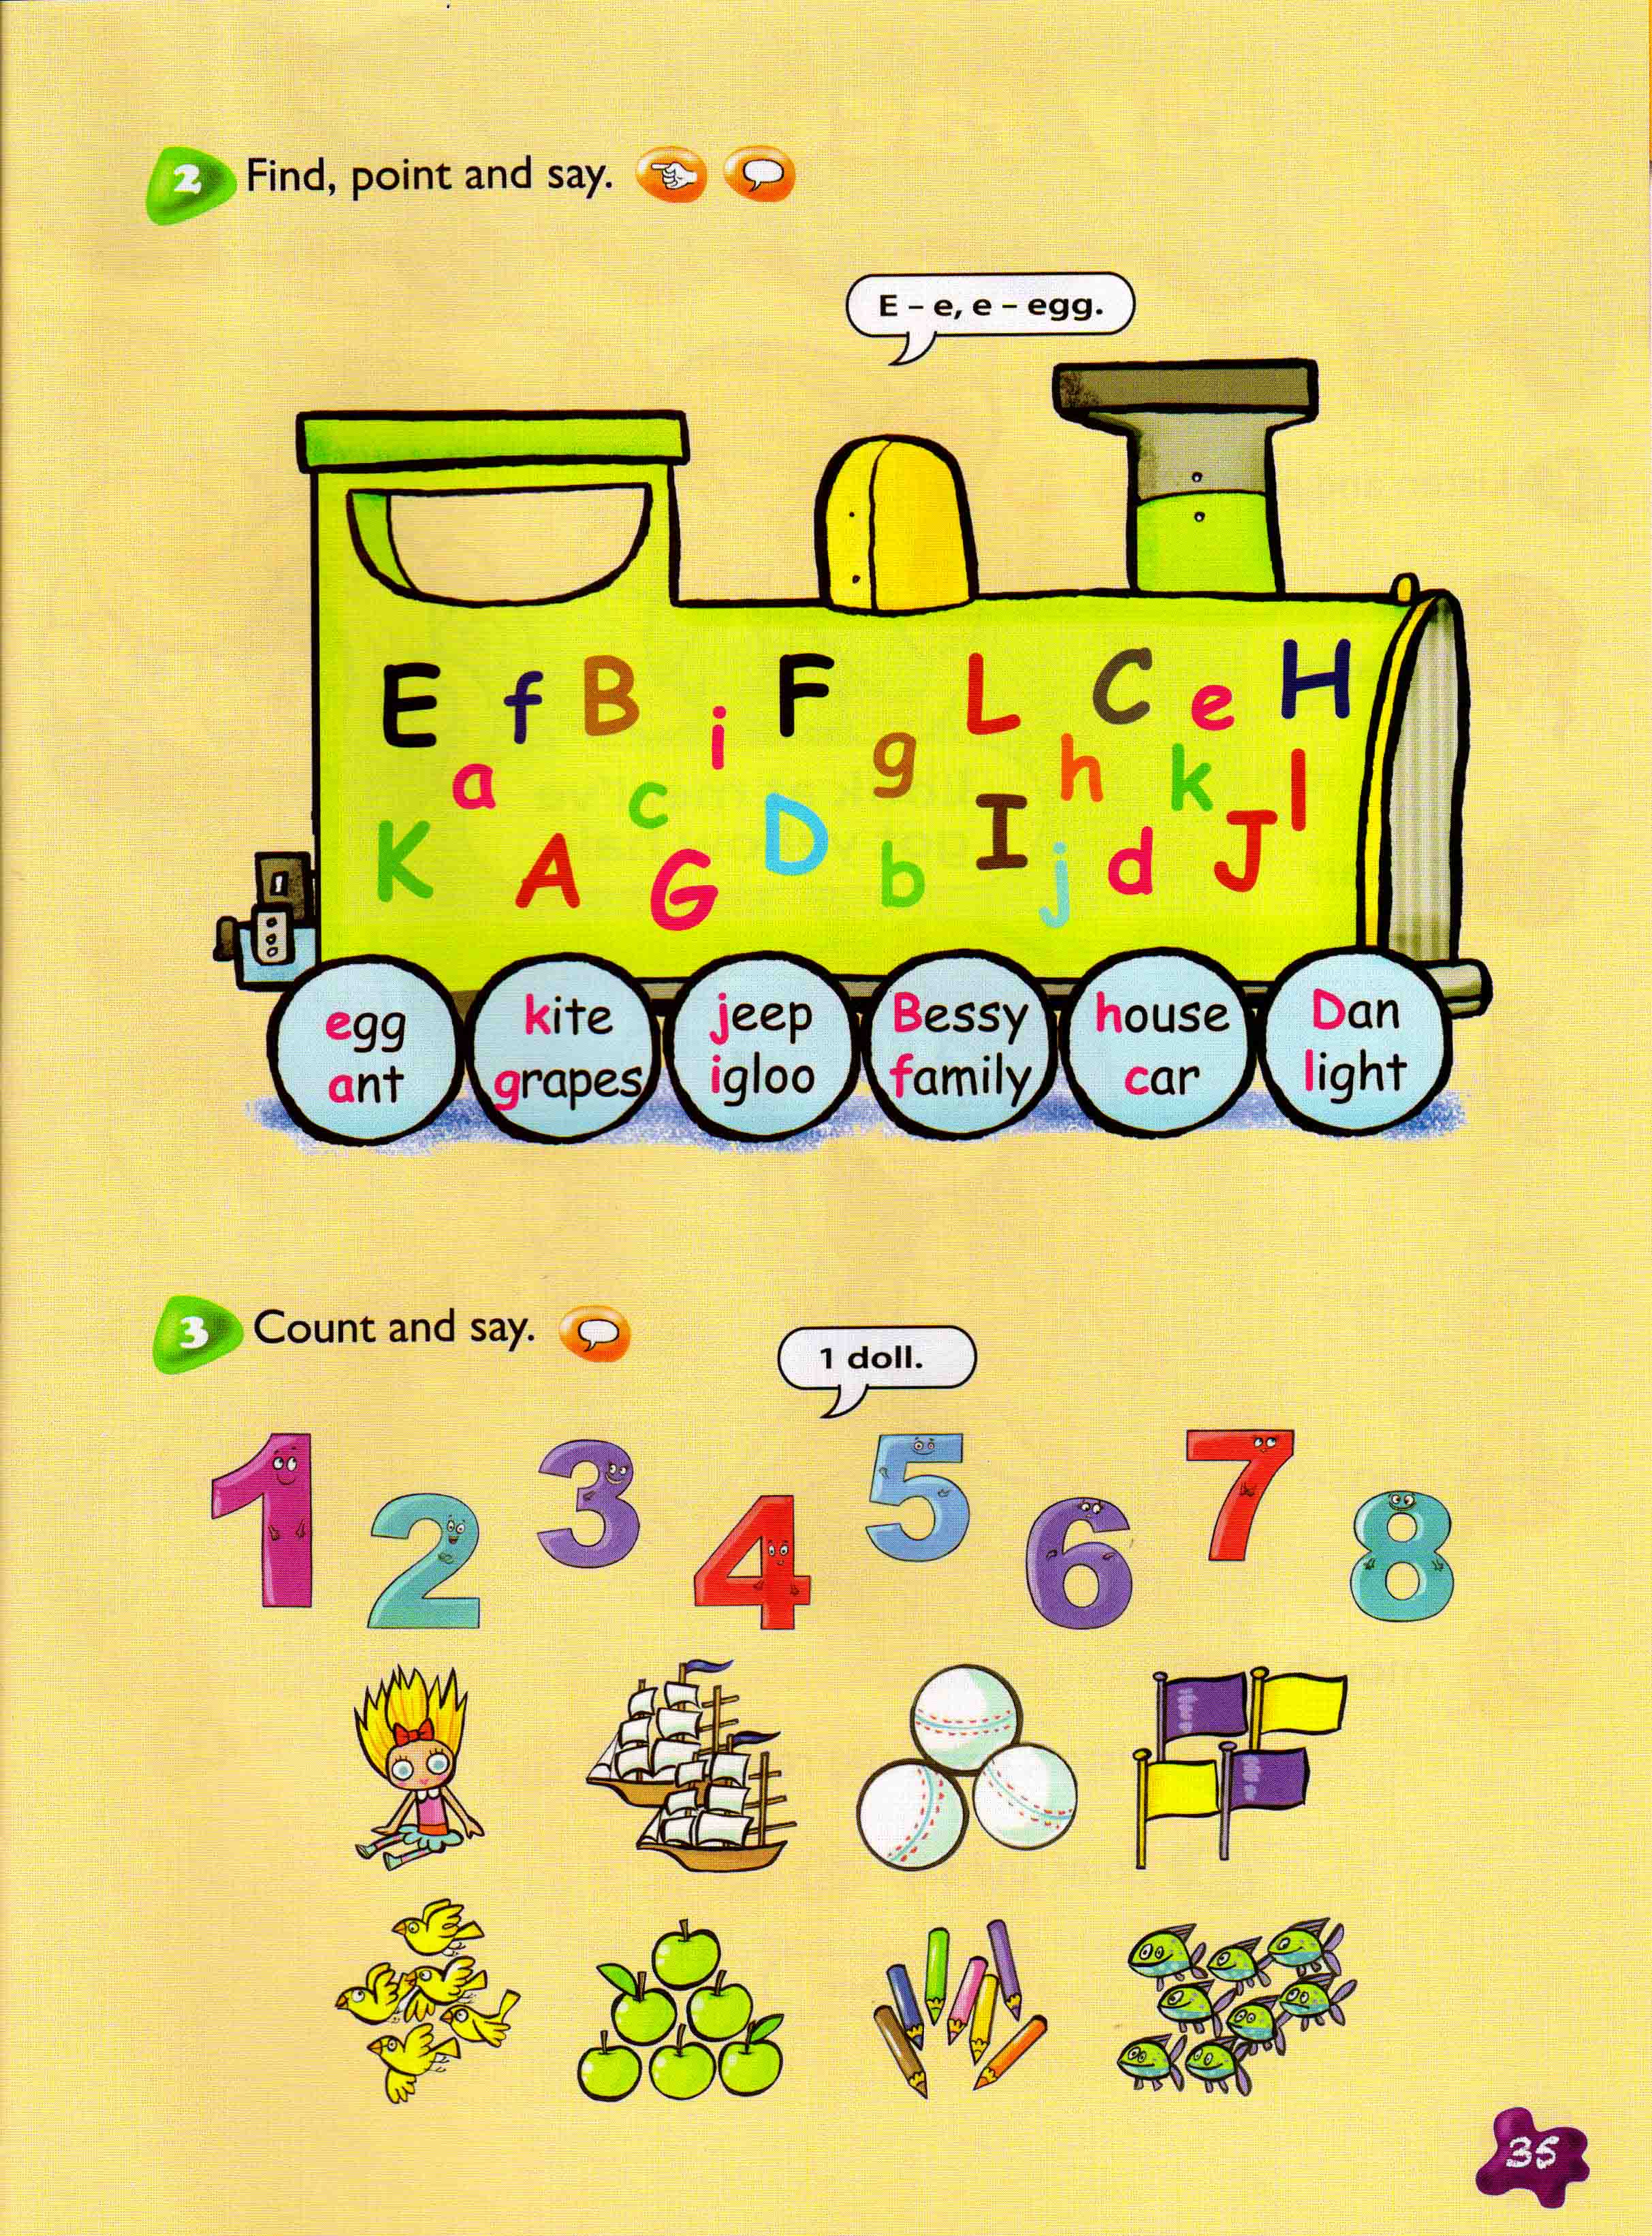 2 Find, point and say.
E – e, e – egg.
E f B i F g L C e H
a c D I h k l
K A G b j d J
egg
ant
kite
grapes
jeep
igloo
Bessy
family
house
car
Dan
light
3 Count and say.
1 doll.
1 2 3 4 5 6 7 8
35